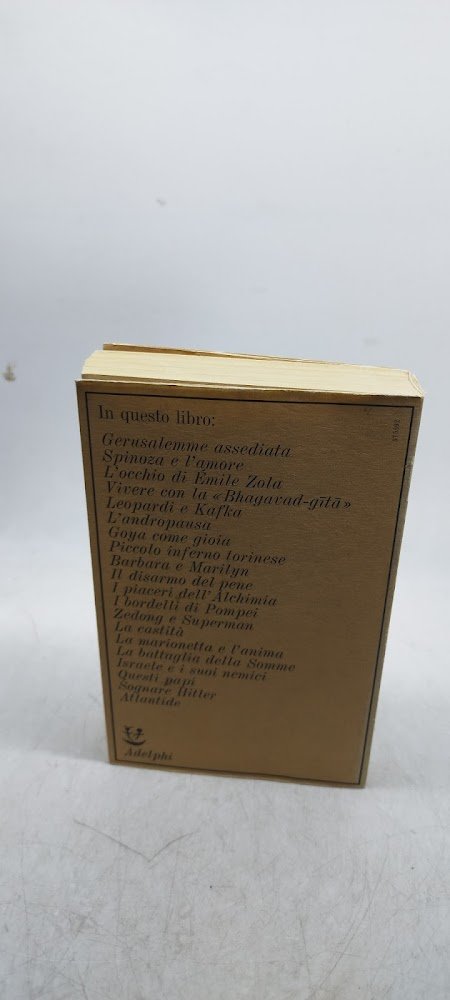 In questo libro:
Gerusalemme assediata
Spinoza e l'amore
L'occhio di Émile Zola
Vivere con la «Bhagavad-gītā»
Leopardi e Kafka
L'andropausa
Goya come gioia
Piccolo inferno torinese
Barbara e Marilyn
Il disarmo del pene
I piaceri dell'Alchimia
I bordelli di Pompei
Zedong e Superman
La castità
La marionetta e l'anima
La battaglia della Somme
Israele e i suoi nemici
Questi papi
Sognare Hitler
Atlantide
Adelphi